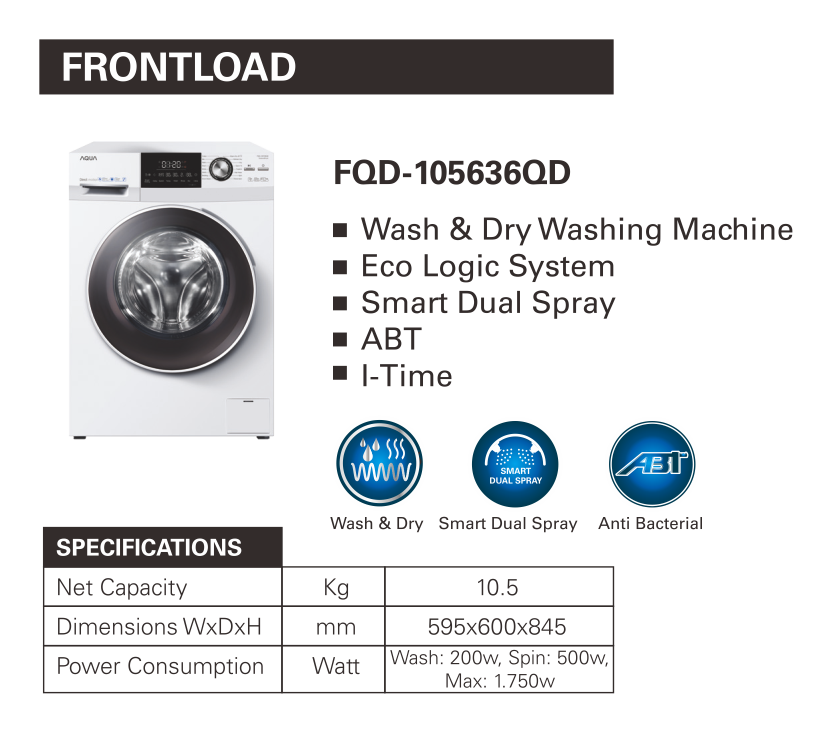 FRONTLOAD
AQUA
FQD-105636QD
Wash & Dry Washing Machine
Eco Logic System
Smart Dual Spray
ABT
I-Time
SMART
DUAL SPRAY
ABT
Wash & Dry Smart Dual Spray Anti Bacterial
SPECIFICATIONS
Net Capacity Kg 10.5
Dimensions WxDxH mm 595x600x845
Power Consumption Watt Wash: 200w, Spin: 500w,
Max: 1.750w